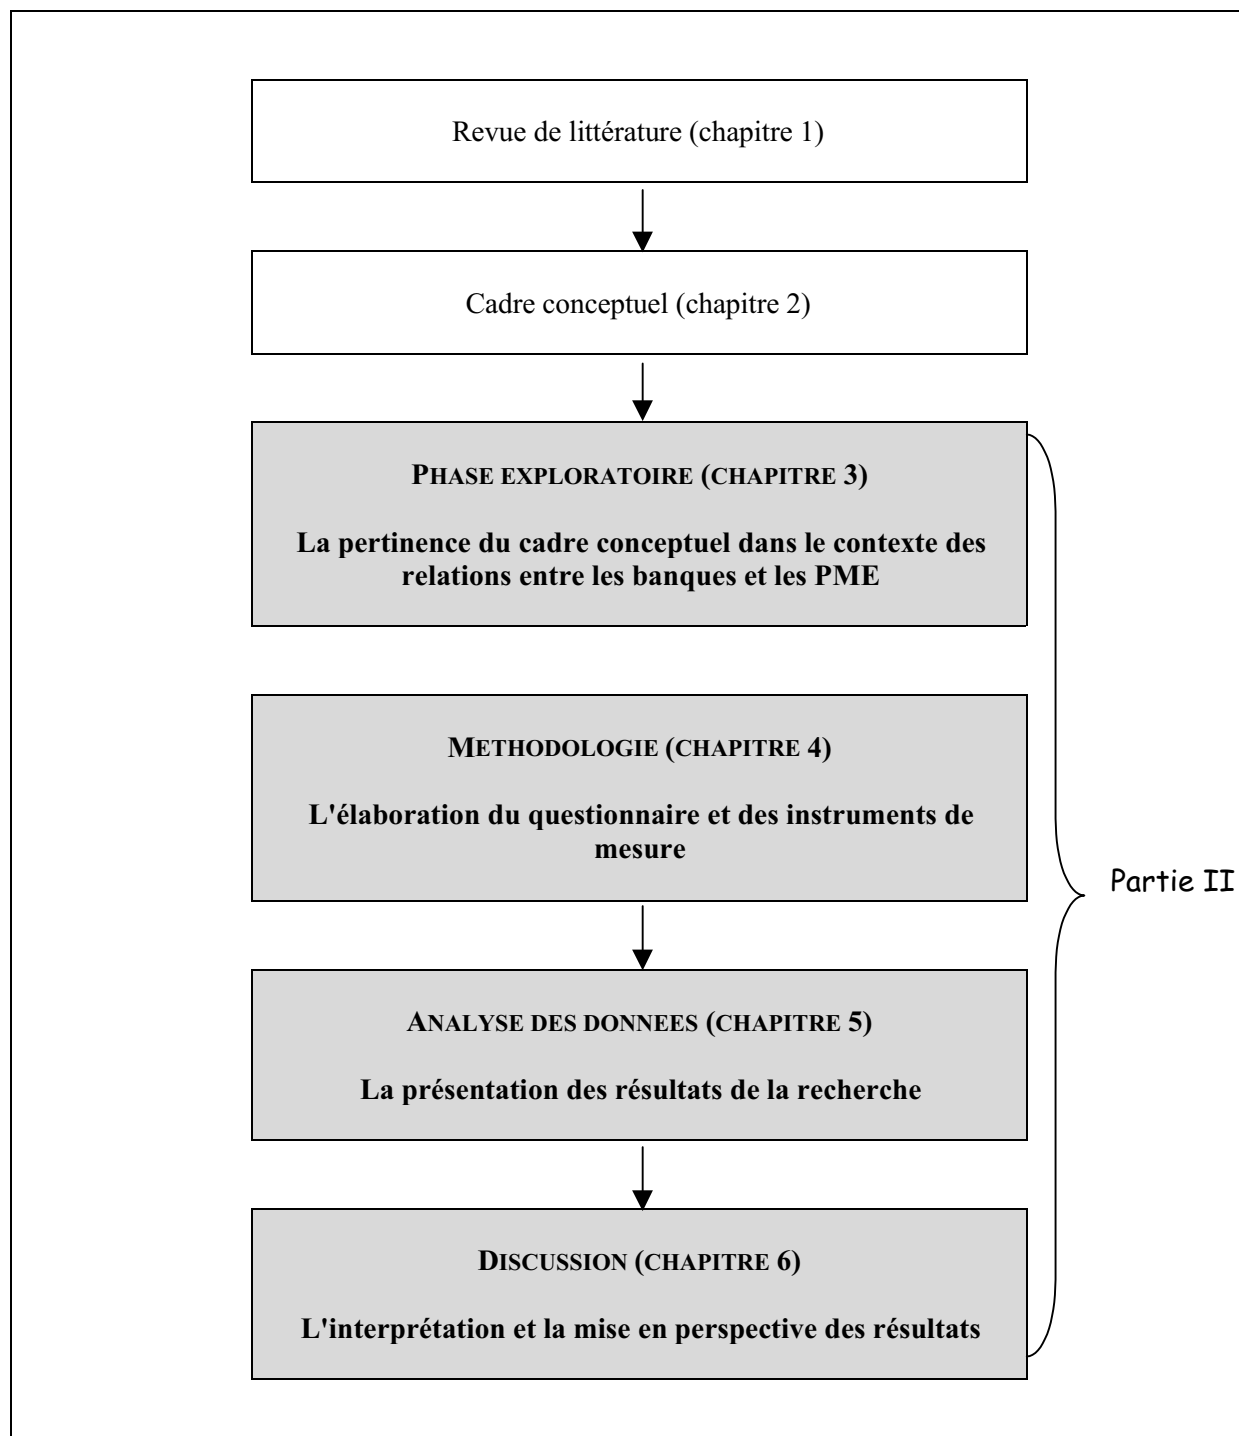 Revue de littérature (chapitre 1)
Cadre conceptuel (chapitre 2)
PHASE EXPLORATOIRE (CHAPITRE 3)
La pertinence du cadre conceptuel dans le contexte des
relations entre les banques et les PME
METHODOLOGIE (CHAPITRE 4)
L'élaboration du questionnaire et des instruments de
mesure
Partie II
ANALYSE DES DONNEES (CHAPITRE 5)
La présentation des résultats de la recherche
DISCUSSION (CHAPITRE 6)
L'interprétation et la mise en perspective des résultats